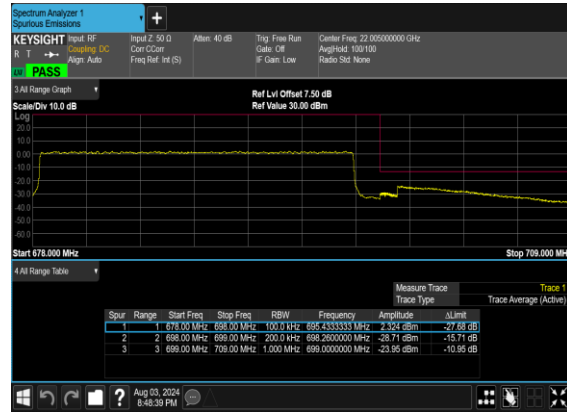 Spectrum Analyzer 1
Spurious Emissions
+
KEYSIGHT Input: RF Input Z: 50 Ω Atten: 40 dB Trig: Free Run Center Freq: 22.005000000 GHz
R T Coupling: DC Corr CCorr Gate: Off Avg|Hold: 100/100
Align: Auto Freq Ref: Int (S) IF Gain: Low Radio Std: None
LW PASS
3 All Range Graph
Ref Lvl Offset 7.50 dB
Scale/Div 10.0 dB Ref Value 30.00 dBm
Log
20.0
10.0
0.00
-10.0
-20.0
-30.0
-40.0
-50.0
-60.0
Start 678.000 MHz Stop 709.000 MH
4 All Range Table
Measure Trace Trace 1
Trace Type Trace Average (Active)
Spur Range Start Freq Stop Freq RBW Frequency Amplitude ΔLimit
1 1 678.00 MHz 698.00 MHz 100.0 kHz 695.4333333 MHz 2.324 dBm -27.68 dB
2 2 698.00 MHz 699.00 MHz 200.0 kHz 698.2600000 MHz -28.71 dBm -15.71 dB
3 3 699.00 MHz 709.00 MHz 1.000 MHz 699.0000000 MHz -23.95 dBm -10.95 dB
? Aug 03, 2024
8:48:39 PM